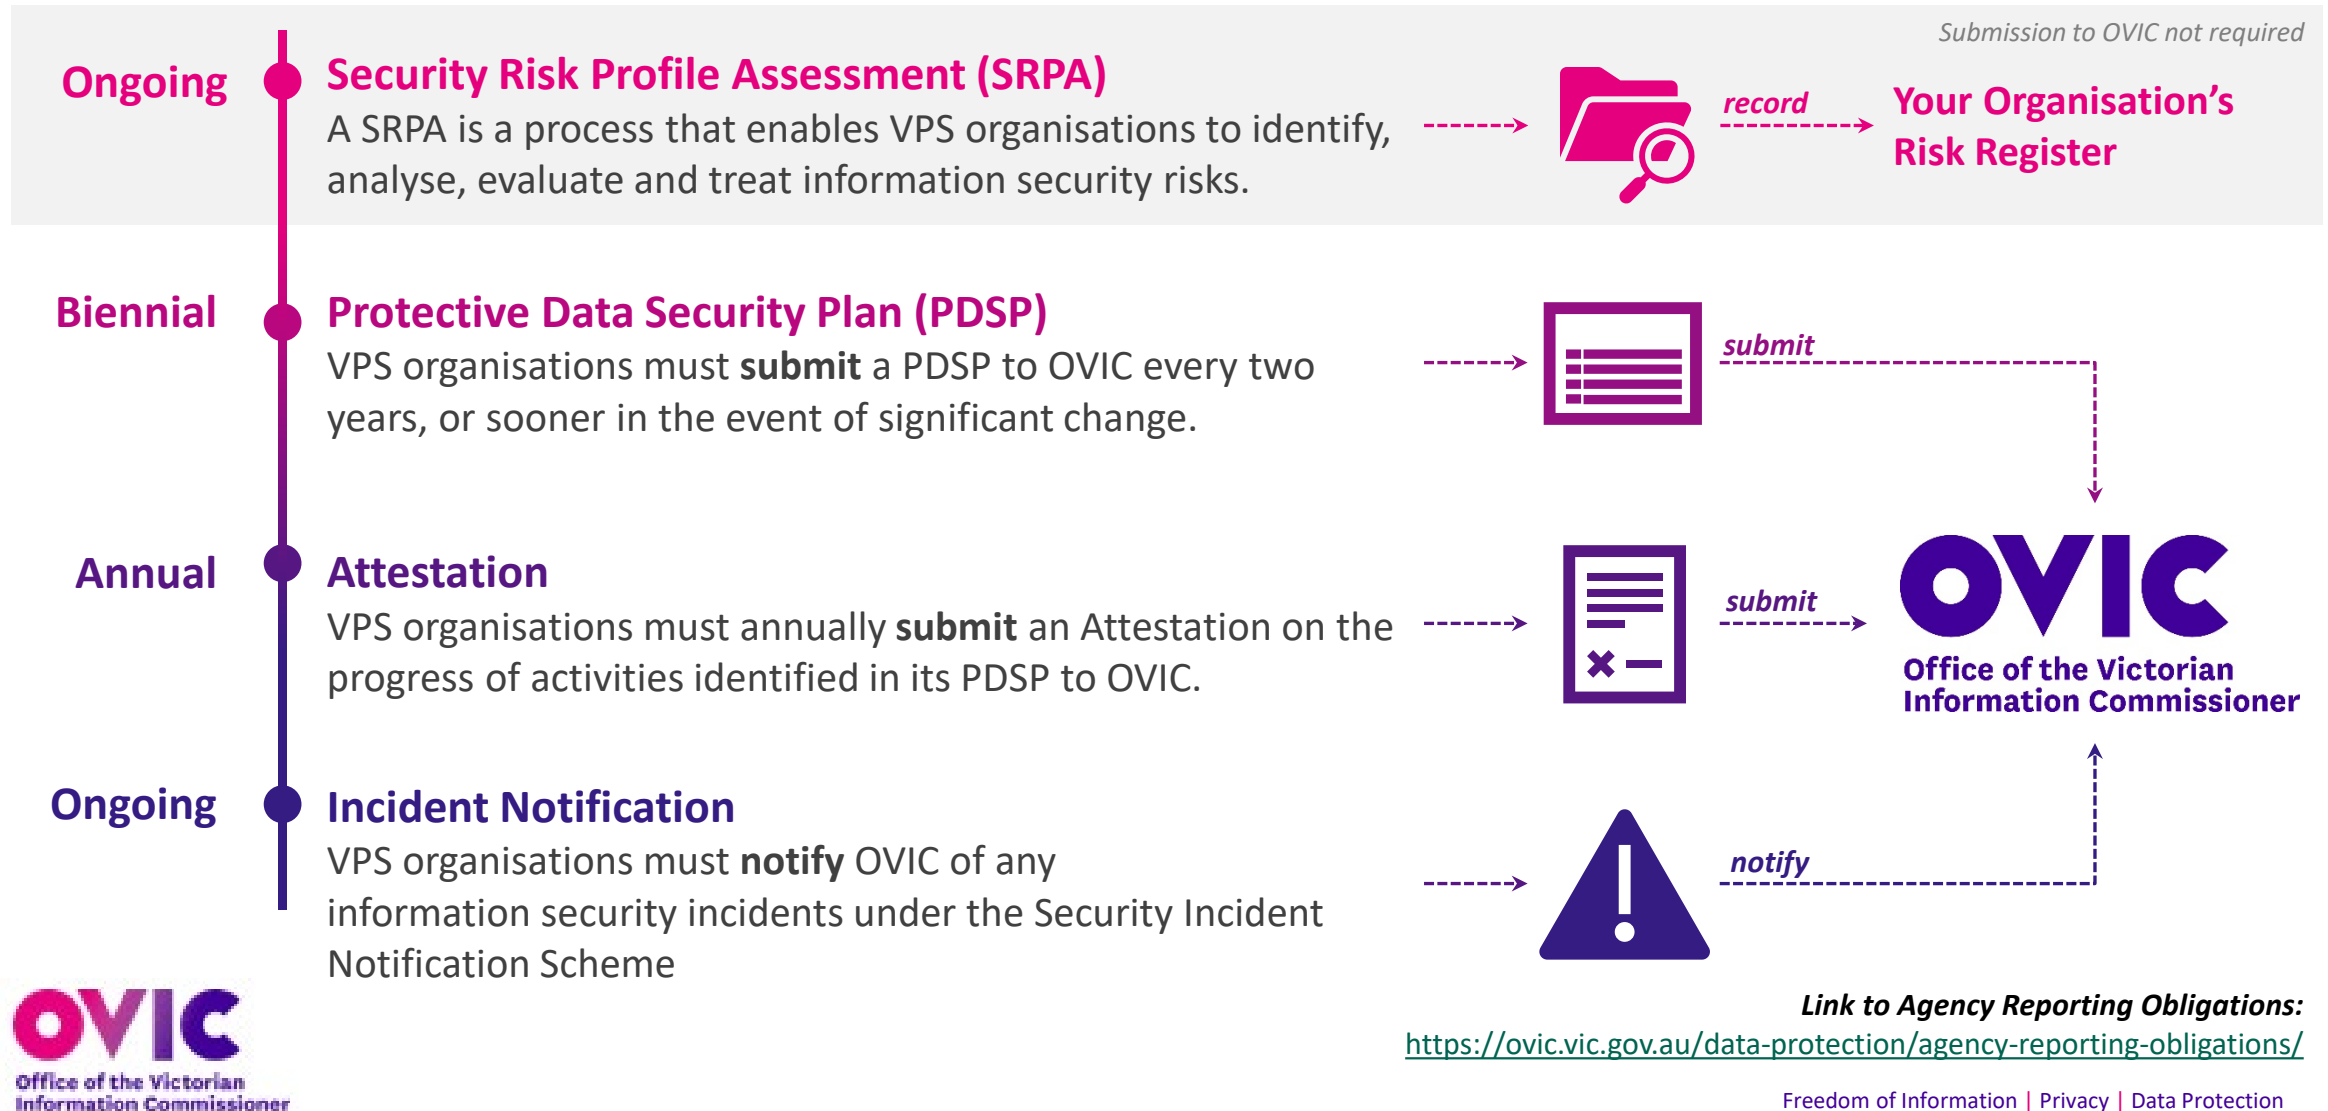 Submission to OVIC not required
Ongoing
Security Risk Profile Assessment (SRPA)
A SRPA is a process that enables VPS organisations to identify,
analyse, evaluate and treat information security risks.
record
Your Organisation’s
Risk Register
Biennial
Protective Data Security Plan (PDSP)
VPS organisations must submit a PDSP to OVIC every two
years, or sooner in the event of significant change.
submit
Annual
Attestation
VPS organisations must annually submit an Attestation on the
progress of activities identified in its PDSP to OVIC.
submit
OVIC
Office of the Victorian
Information Commissioner
Ongoing
Incident Notification
VPS organisations must notify OVIC of any
information security incidents under the Security Incident
Notification Scheme
notify
OVIC
Office of the Victorian
Information Commissioner
Link to Agency Reporting Obligations:
https://ovic.vic.gov.au/data-protection/agency-reporting-obligations/
Freedom of Information | Privacy | Data Protection